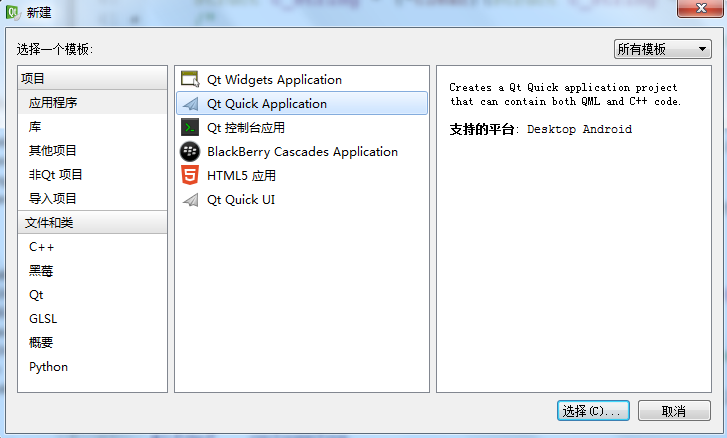 新建
选择一个模板:
所有模板
项目
应用程序
库
其他项目
非Qt 项目
导入项目
文件和类
C++
黑莓
Qt
GLSL
概要
Python
Qt Widgets Application
Qt Quick Application
Qt 控制台应用
BlackBerry Cascades Application
HTML5 应用
Qt Quick UI
Creates a Qt Quick application project
that can contain both QML and C++ code.
支持的平台: Desktop Android
选择(C)...
取消